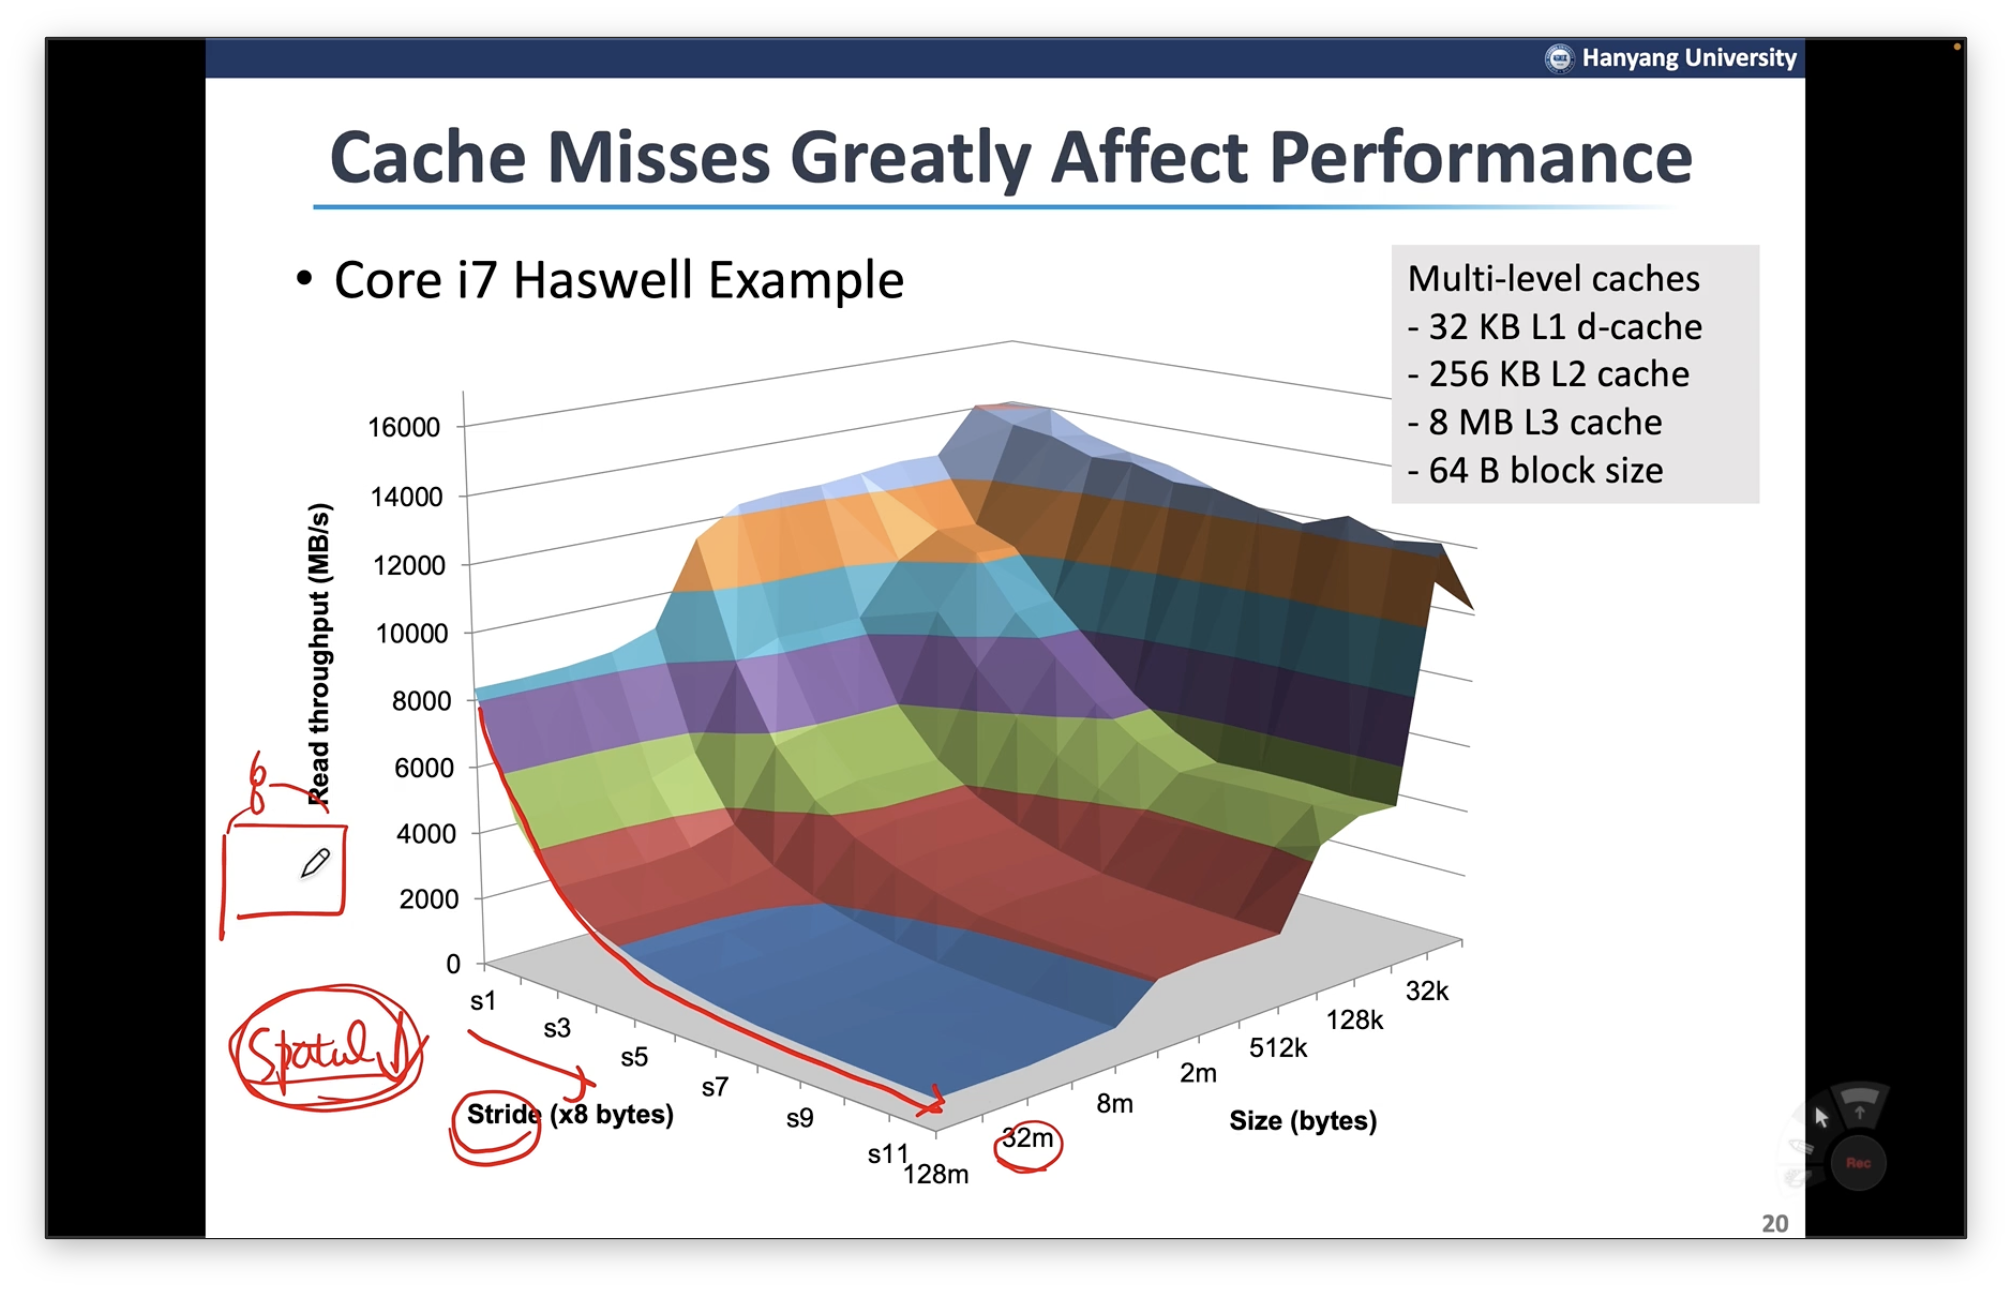 Hanyang University
Cache Misses Greatly Affect Performance
• Core i7 Haswell Example
Multi-level caches
- 32 KB L1 d-cache
- 256 KB L2 cache
- 8 MB L3 cache
- 64 B block size
16000
14000
12000
10000
8000
6000
4000
2000
0
Read throughput (MB/s)
s1
s3
s5
s7
s9
s11
Stride (x8 bytes)
128m
32m
8m
2m
512k
128k
32k
Size (bytes)
Rec
20